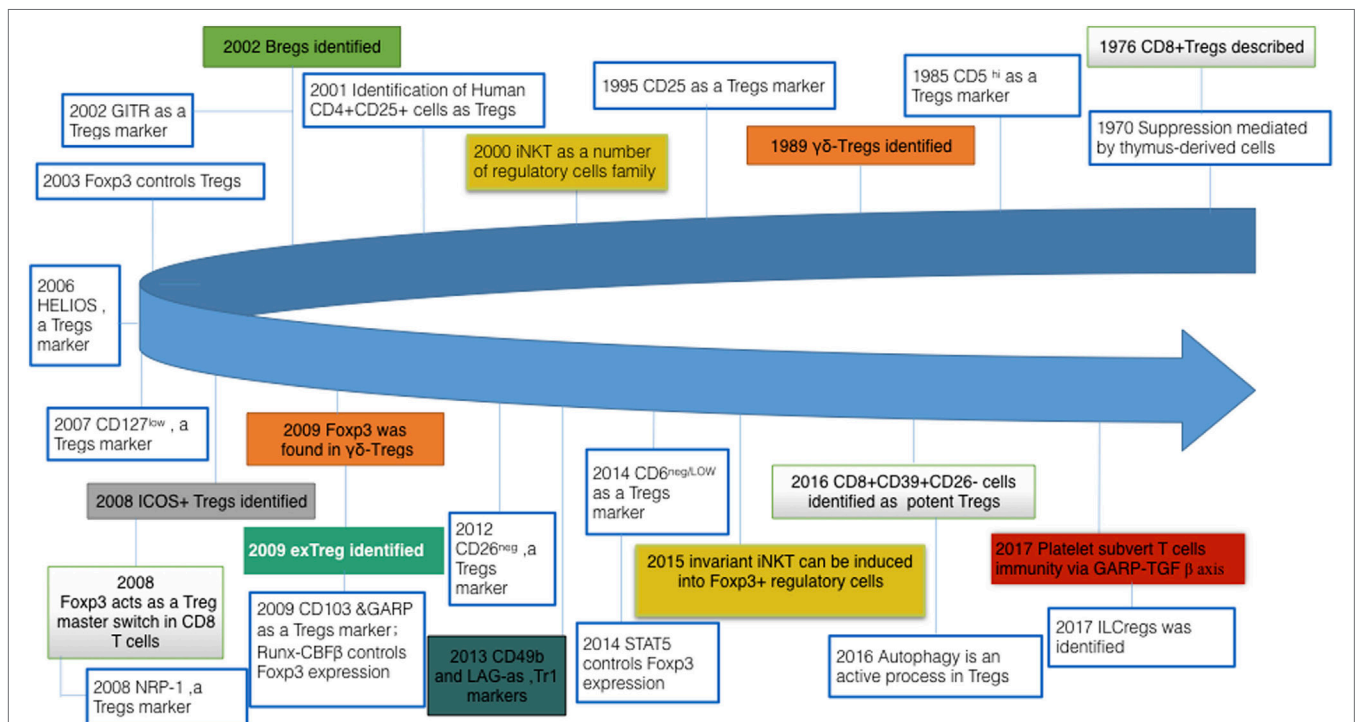 2002 Bregs identified
1976 CD8+Tregs described
2001 Identification of Human
CD4+CD25+ cells as Tregs
1995 CD25 as a Tregs marker
1985 CD5 hi as a
Tregs marker
2002 GITR as a
Tregs marker
2000 iNKT as a number
of regulatory cells family
1989 γδ-Tregs identified
1970 Suppression mediated
by thymus-derived cells
2003 Foxp3 controls Tregs
2006
HELIOS ,
a Tregs
marker
2007 CD127low , a
Tregs marker
2009 Foxp3 was
found in γδ-Tregs
2014 CD6neg/LOW
as a Tregs
marker
2016 CD8+CD39+CD26- cells
identified as potent Tregs
2008 ICOS+ Tregs identified
2012
CD26neg ,a
Tregs
marker
2009 exTreg identified
2015 invariant iNKT can be induced
into Foxp3+ regulatory cells
2017 Platelet subvert T cells
immunity via GARP-TGF β axis
2008
Foxp3 acts as a Treg
master switch in CD8
T cells
2009 CD103 &GARP
as a Tregs marker;
Runx-CBFβ controls
Foxp3 expression
2013 CD49b
and LAG-as ,Tr1
markers
2014 STAT5
controls Foxp3
expression
2016 Autophagy is an
active process in Tregs
2017 ILCregs was
identified
2008 NRP-1 ,a
Tregs marker